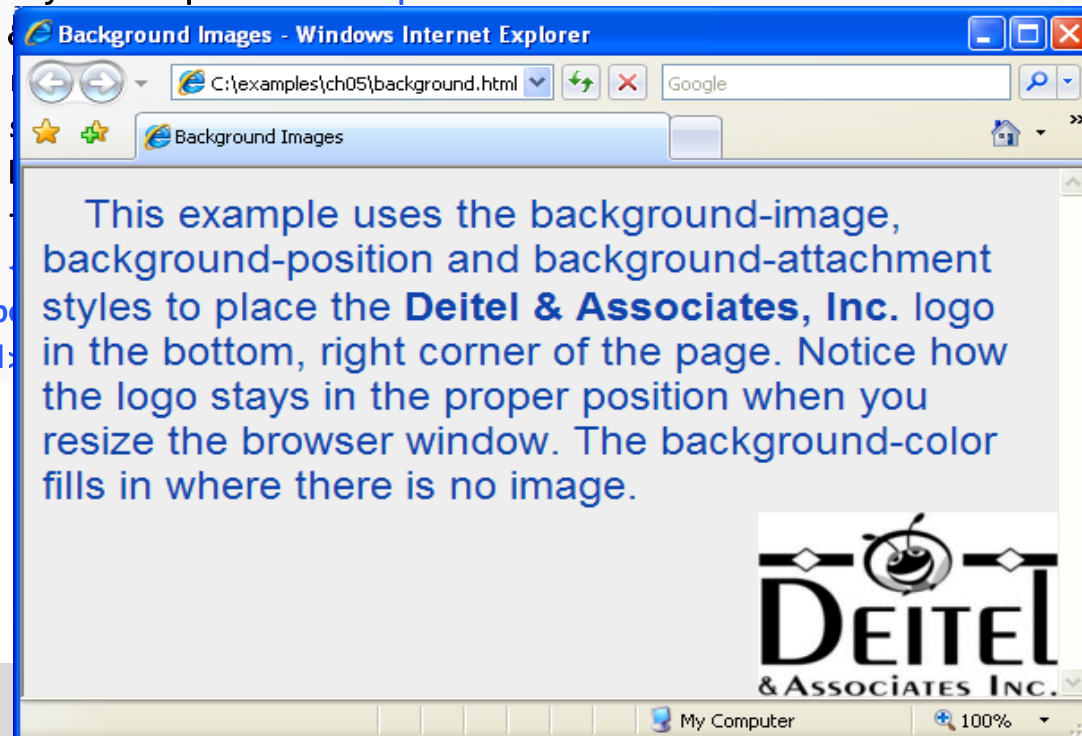 Background Images - Windows Internet Explorer
C:\examples\ch05\background.html
Google
Background Images
This example uses the background-image,
background-position and background-attachment
styles to place the Deitel & Associates, Inc. logo
in the bottom, right corner of the page. Notice how
the logo stays in the proper position when you
resize the browser window. The background-color
fills in where there is no image.
DEITEL
& ASSOCiATES INC.
My Computer
100%